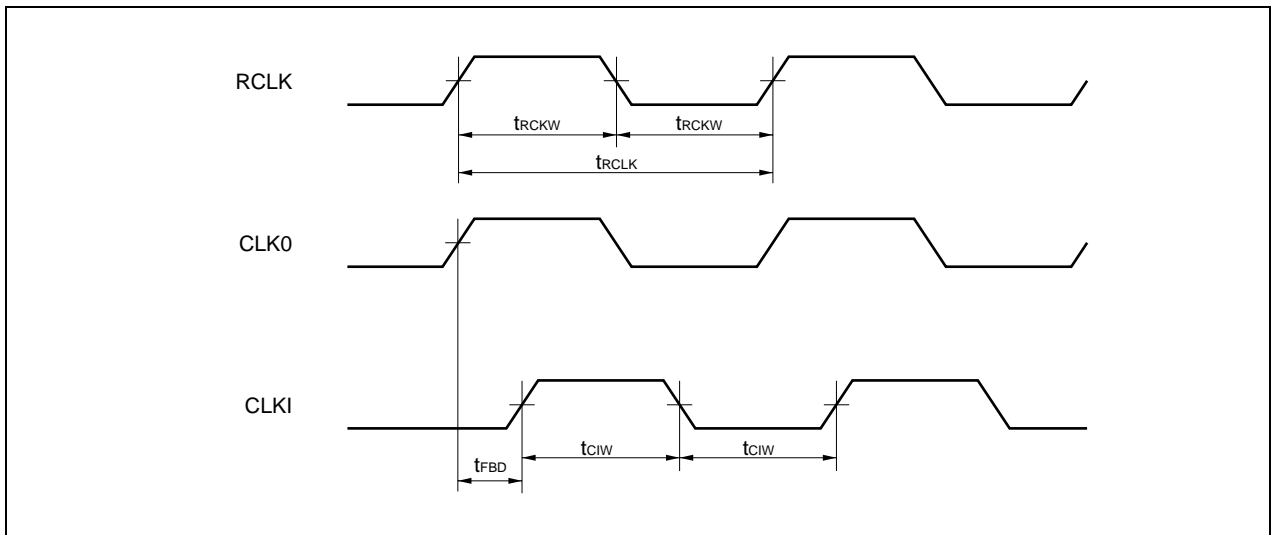 RCLK
tRCKW tRCKW
tRCLK
CLK0
CLKI
tCIW tCIW
tFBD